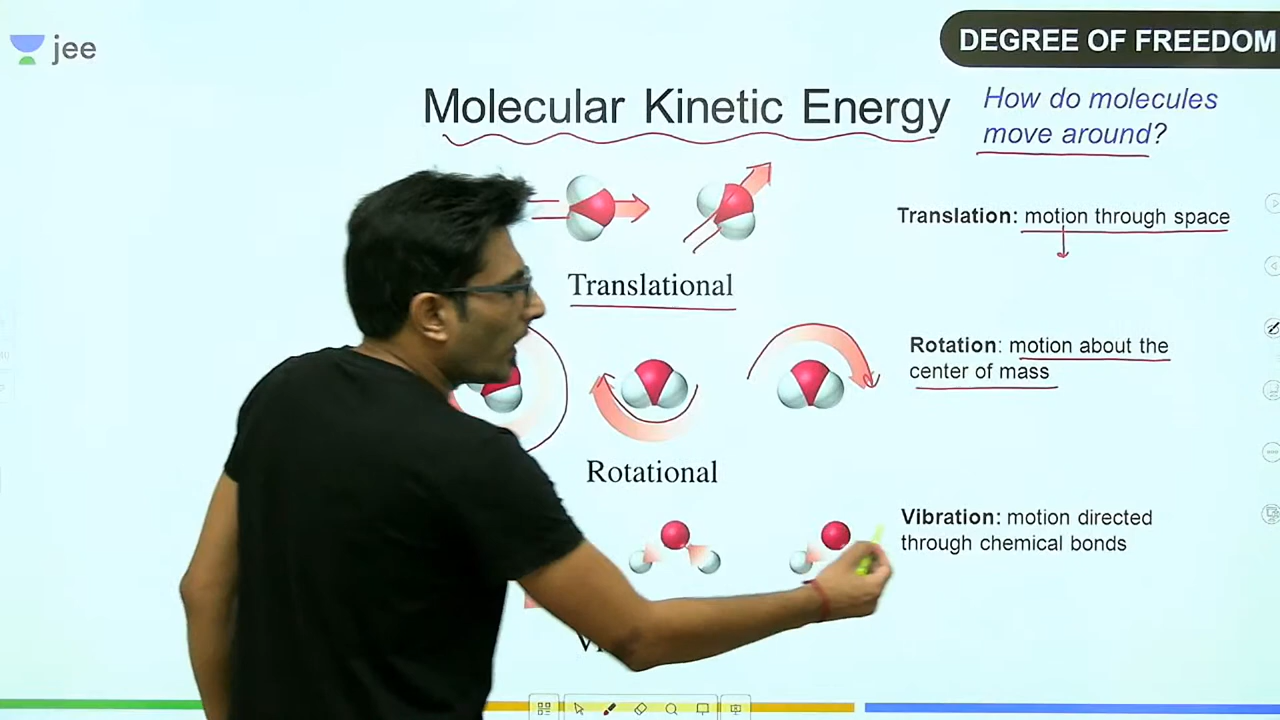 jee
DEGREE OF FREEDOM
Molecular Kinetic Energy
How do molecules
move around?
Translation: motion through space
Translational
Rotation: motion about the
center of mass
Rotational
Vibration: motion directed
through chemical bonds